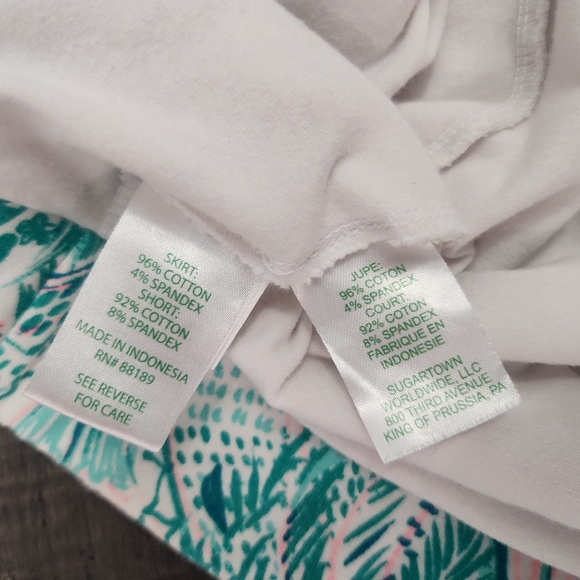 SKIRT:
96% COTTON
4% SPANDEX
SHORT:
92% COTTON
8% SPANDEX
MADE IN INDONESIA
RN# 88189
SEE REVERSE
FOR CARE
JUPE:
96% COTON
4% SPANDEX
COURT:
92% COTON
8% SPANDEX
FABRIQUE EN
INDONESIE
SUGARTOWN
WORLDWIDE, LLC
800 THIRD AVENUE,
KING OF PRUSSIA, PA